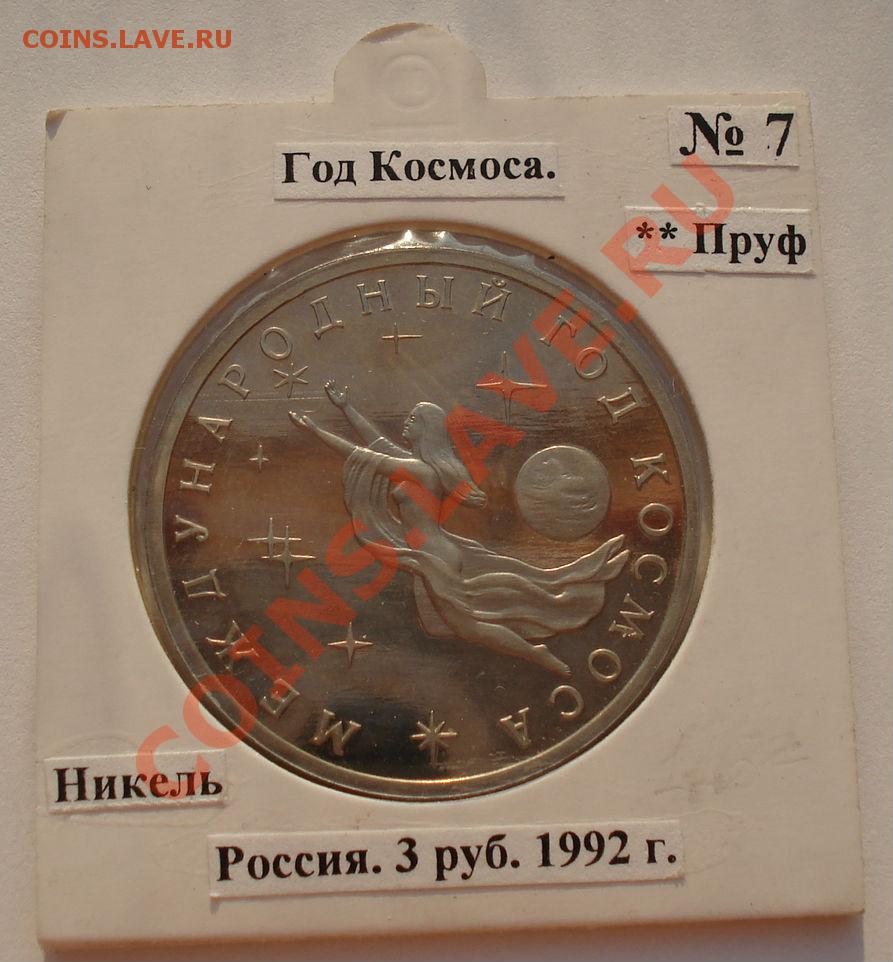 COINS.LAVE.RU
№ 7
Год Космоса.
** Пруф
МЕЖДУНАРОДНЫЙ ГОД КОСМОСА
COINS.LAVE.RU
Никель
Россия. 3 руб. 1992 г.